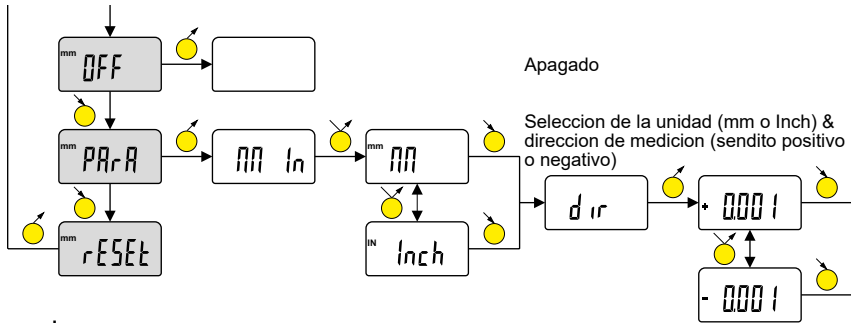 mm OFF
Apagado
Seleccion de la unidad (mm o Inch) &
direccion de medicion (sendito positivo
o negativo)
mm PArA
MM In
mm MM
dir
+ 0.001
mm rESEt
IN Inch
- 0.001